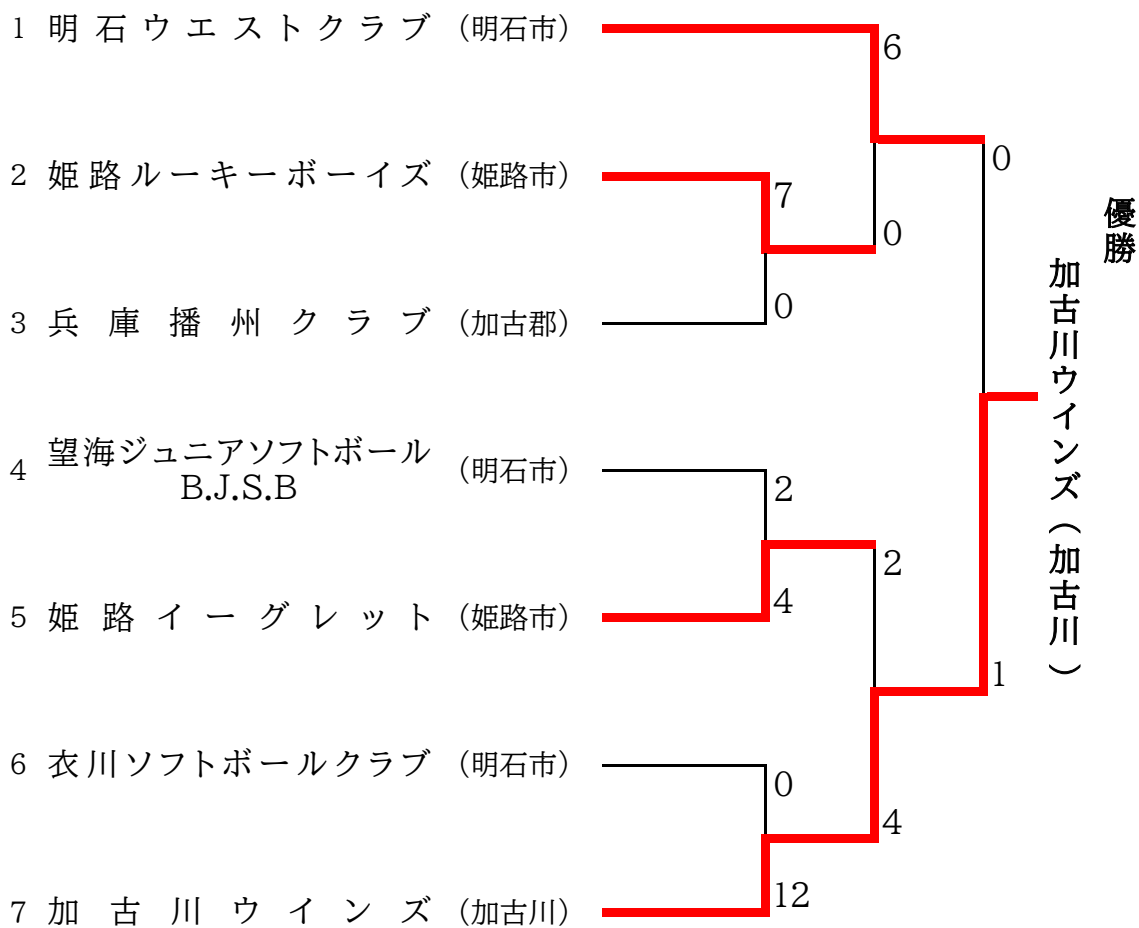 1 明石ウエストクラブ (明石市)
6
0
2 姫路ルーキーボーイズ (姫路市)
7
0
3 兵庫播州クラブ (加古郡)
0
4 望海ジュニアソフトボール
B.J.S.B
(明石市)
2
2
5 姫路イーグレット (姫路市)
4
1
6 衣川ソフトボールクラブ (明石市)
0
4
7 加古川ウインズ (加古川)
12
優勝
加古川ウインズ(加古川)